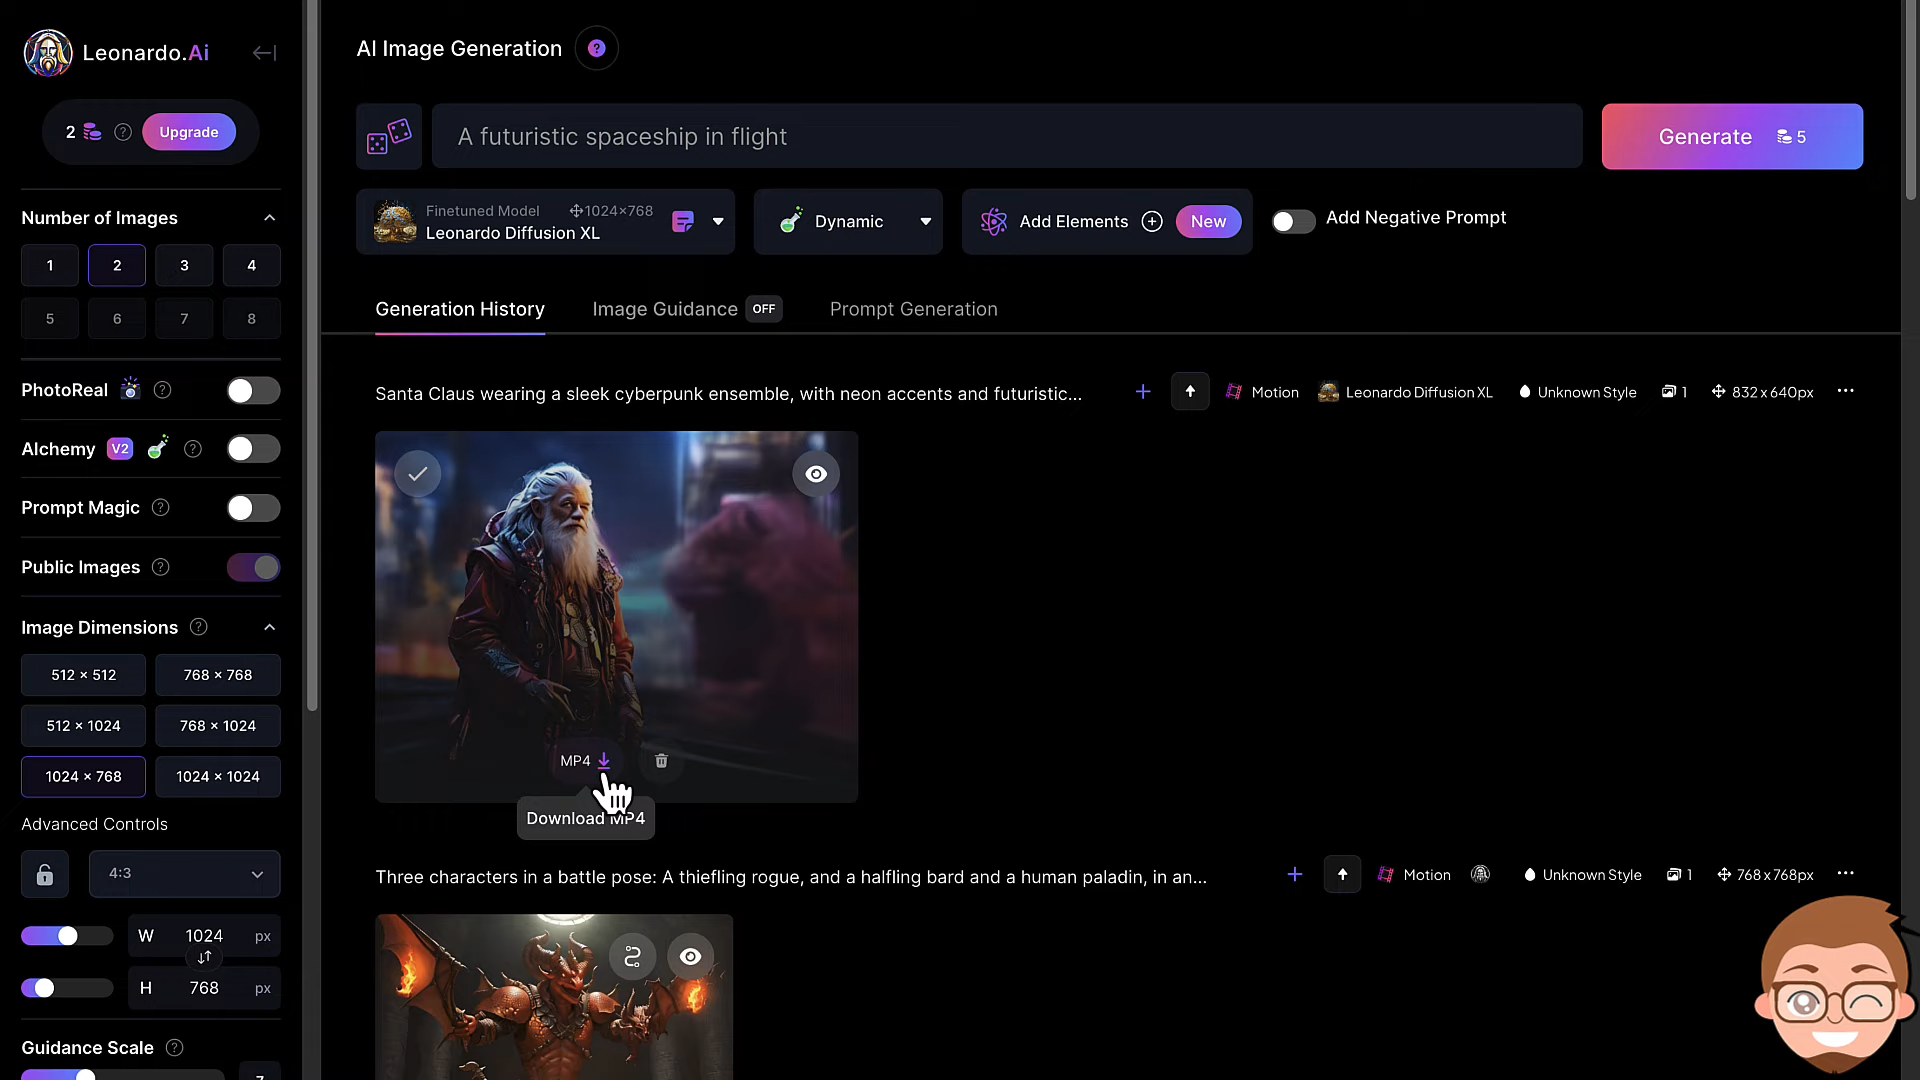 Leonardo.Ai
2 Upgrade
Number of Images
1 2 3 4
5 6 7 8
PhotoReal
Alchemy V2
Prompt Magic
Public Images
Image Dimensions
512 × 512 768 × 768
512 × 1024 768 × 1024
1024 × 768 1024 × 1024
Advanced Controls
4:3
W 1024 px
H 768 px
Guidance Scale
AI Image Generation ?
A futuristic spaceship in flight
Generate 5
Finetuned Model 1024×768
Leonardo Diffusion XL
Dynamic
Add Elements New
Add Negative Prompt
Generation History Image Guidance OFF Prompt Generation
Santa Claus wearing a sleek cyberpunk ensemble, with neon accents and futuristic... Motion Leonardo Diffusion XL Unknown Style 1 832 x 640px
MP4
Download MP4
Three characters in a battle pose: A thiefling rogue, and a halfling bard and a human paladin, in an... Motion Unknown Style 1 768 x 768px